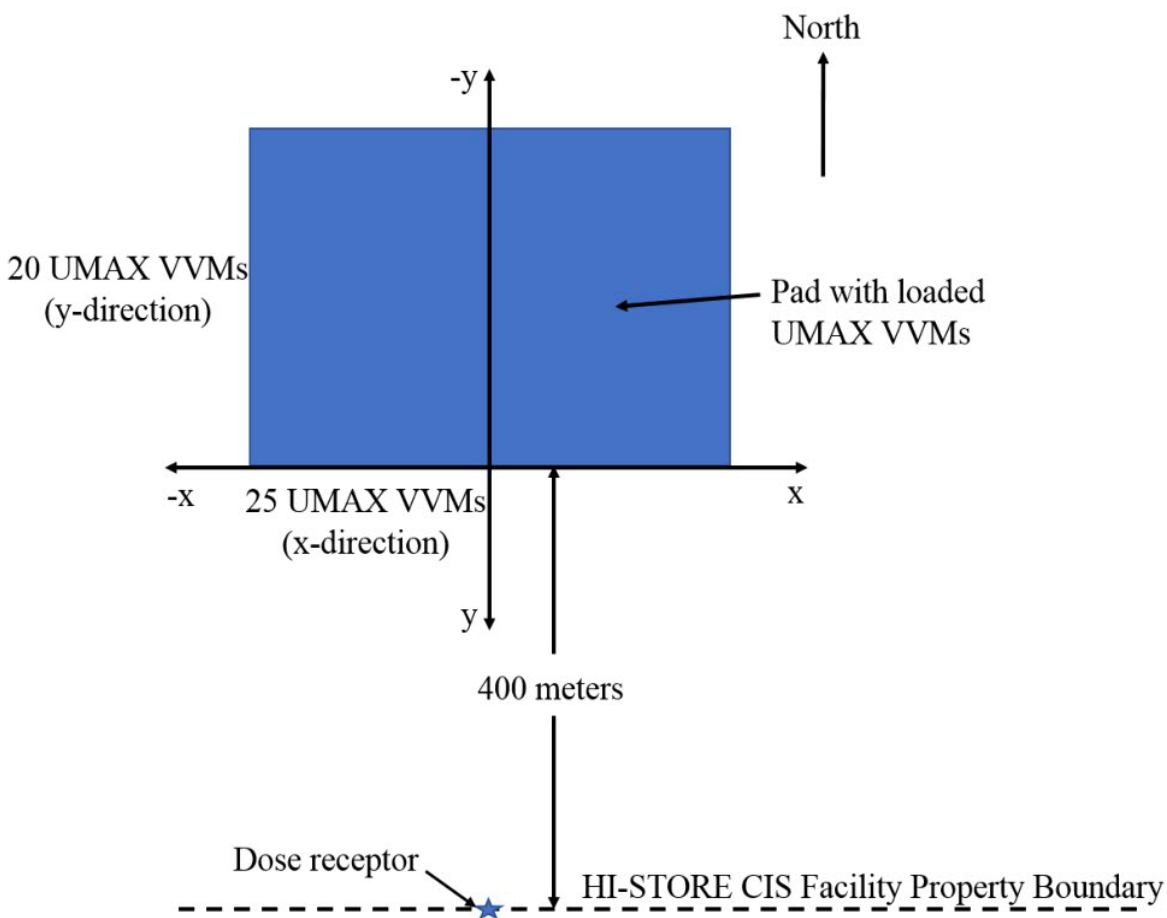 North
-y
20 UMAX VVMs
(y-direction)
Pad with loaded
UMAX VVMs
-x
25 UMAX VVMs
(x-direction)
x
y
400 meters
Dose receptor
HI-STORE CIS Facility Property Boundary